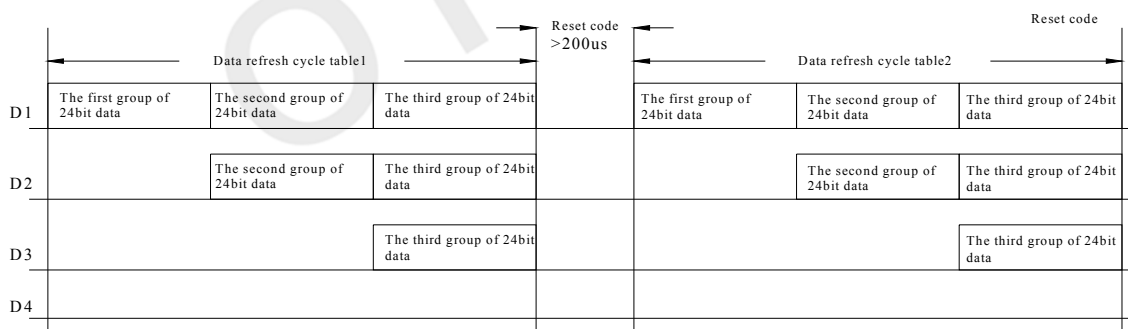 Reset code
>200us
Reset code
Data refresh cycle table1
Data refresh cycle table2
D1
The first group of
24bit data
The second group of
24bit data
The third group of 24bit
data
The first group of
24bit data
The second group of
24bit data
The third group of 24bit
data
D2
The second group of
24bit data
The third group of 24bit
data
The second group of
24bit data
The third group of 24bit
data
D3
The third group of 24bit
data
The third group of 24bit
data
D4